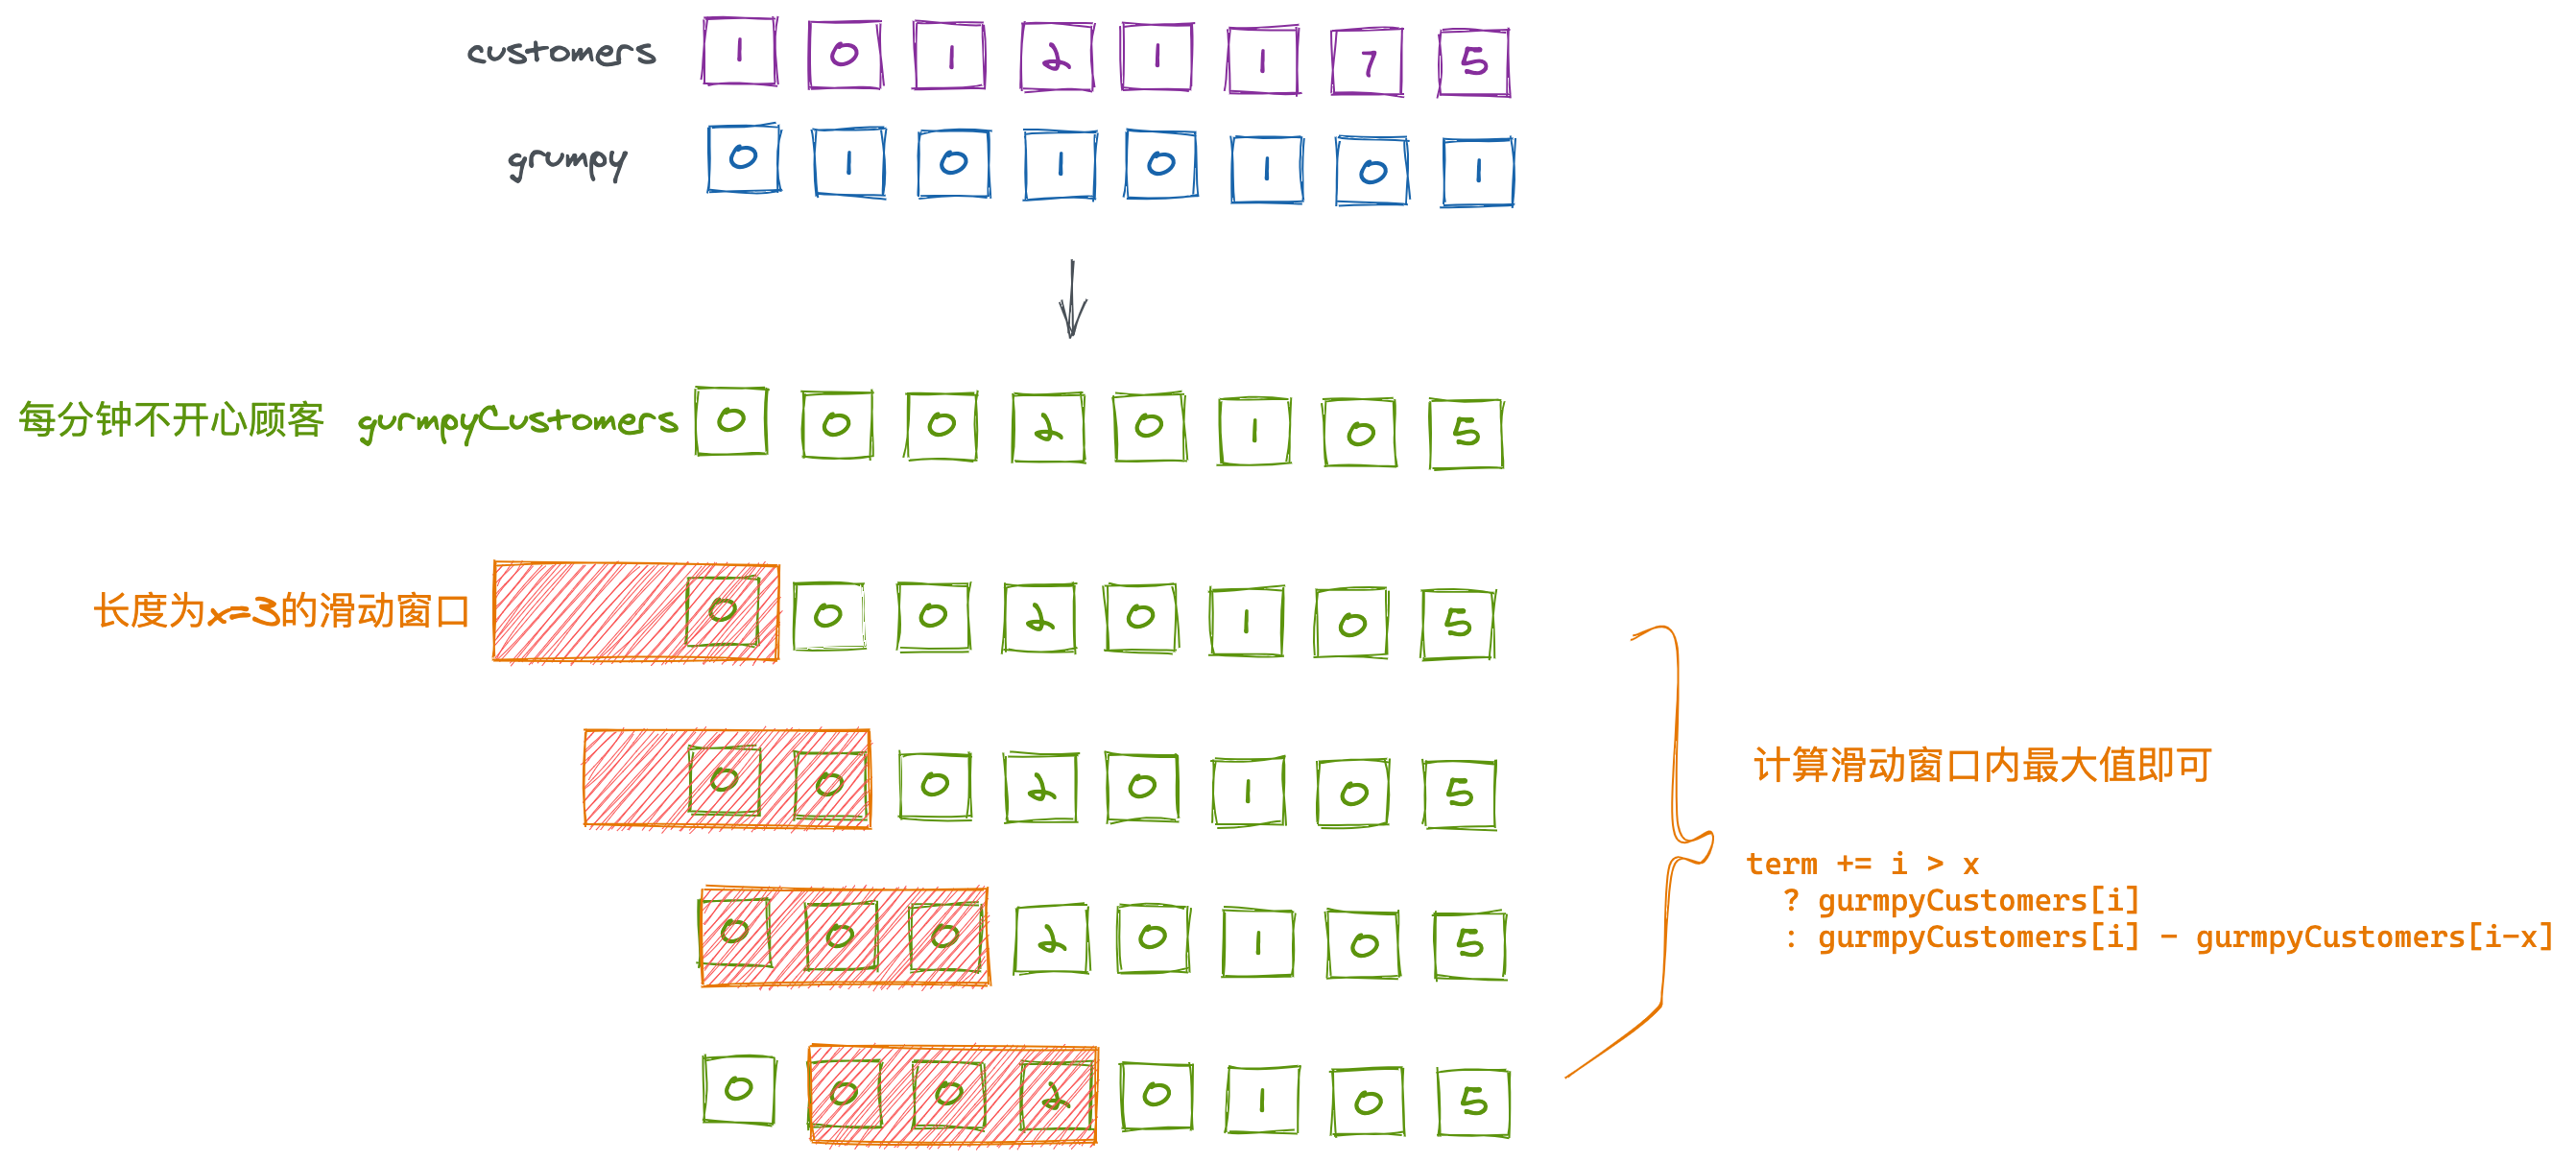 customers 1 0 1 2 1 1 7 5
grumpy 0 1 0 1 0 1 0 1
每分钟不开心顾客 gurmpyCustomers 0 0 0 2 0 1 0 5
长度为x=3的滑动窗口 0 0 0 2 0 1 0 5
0 0 0 2 0 1 0 5
计算滑动窗口内最大值即可
term += i > x
? gurmpyCustomers[i]
: gurmpyCustomers[i] - gurmpyCustomers[i-x]
0 0 0 2 0 1 0 5
0 0 0 2 0 1 0 5